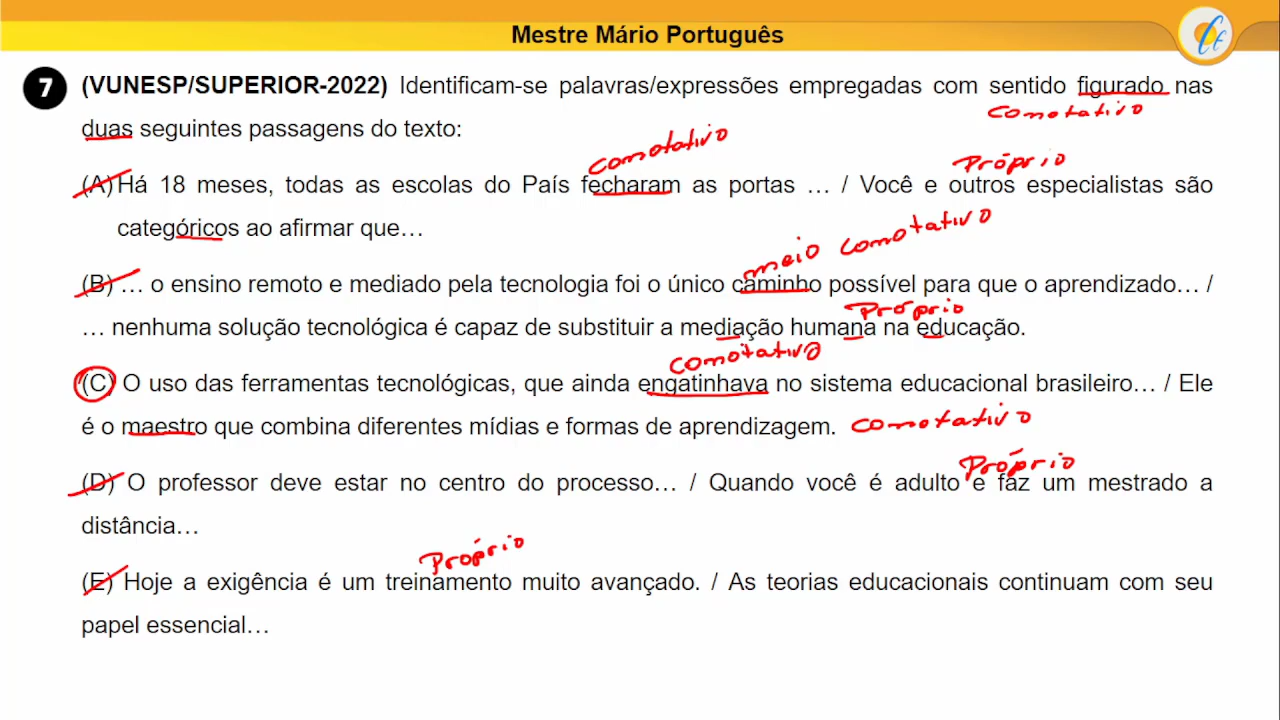 Mestre Mário Português
7 (VUNESP/SUPERIOR-2022) Identificam-se palavras/expressões empregadas com sentido figurado nas
conotativo
duas seguintes passagens do texto:
conotativo
Próprio
(A) Há 18 meses, todas as escolas do País fecharam as portas … / Você e outros especialistas são
categóricos ao afirmar que…
meio conotativo
(B) … o ensino remoto e mediado pela tecnologia foi o único caminho possível para que o aprendizado… /
Próprio
… nenhuma solução tecnológica é capaz de substituir a mediação humana na educação.
conotativo
(C) O uso das ferramentas tecnológicas, que ainda engatinhava no sistema educacional brasileiro… / Ele
é o maestro que combina diferentes mídias e formas de aprendizagem. conotativo
Próprio
(D) O professor deve estar no centro do processo… / Quando você é adulto e faz um mestrado a
distância…
Próprio
(E) Hoje a exigência é um treinamento muito avançado. / As teorias educacionais continuam com seu
papel essencial…